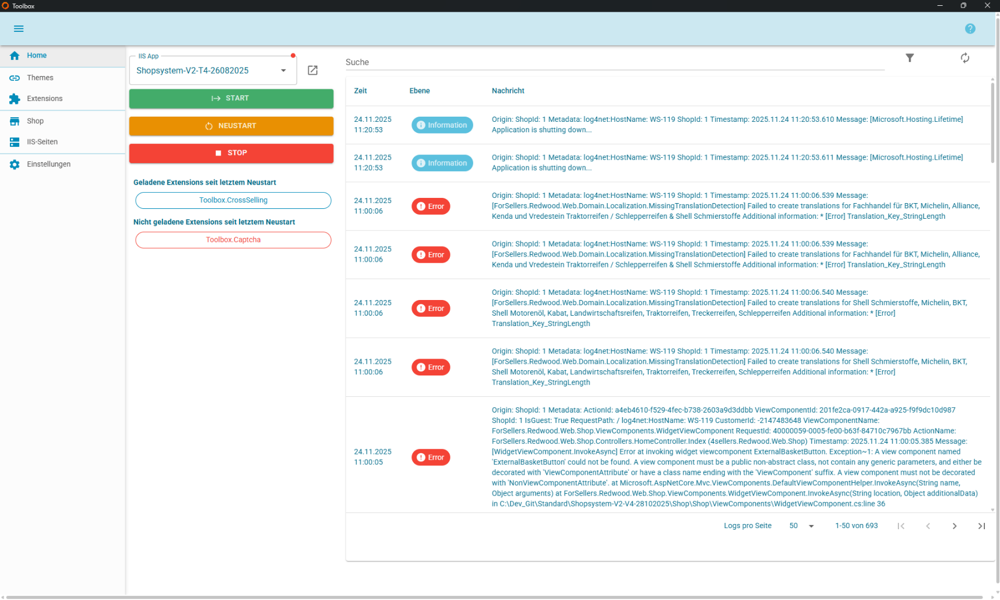 Toolbox
Home
Themes
Extensions
Shop
IIS-Seiten
Einstellungen
IIS App
Shopsystem-V2-T4-26082025
START
NEUSTART
STOP
Geladene Extensions seit letztem Neustart
Toolbox.CrossSelling
Nicht geladene Extensions seit letztem Neustart
Toolbox.Captcha
Suche
Zeit Ebene Nachricht
24.11.2025
11:20:53
Information
Origin: ShopId: 1 Metadata: log4net:HostName: WS-119 ShopId: 1 Timestamp: 2025.11.24 11:20:53.610 Message: [Microsoft.Hosting.Lifetime]
Application is shutting down...
24.11.2025
11:20:53
Information
Origin: ShopId: 1 Metadata: log4net:HostName: WS-119 ShopId: 1 Timestamp: 2025.11.24 11:20:53.611 Message: [Microsoft.Hosting.Lifetime]
Application is shutting down...
24.11.2025
11:00:06
Error
Origin: ShopId: 1 Metadata: log4net:HostName: WS-119 ShopId: 1 Timestamp: 2025.11.24 11:00:06.539 Message:
[ForSellers.Redwood.Web.Domain.Localization.MissingTranslationDetection] Failed to create translations for Fachhandel für BKT, Michelin, Alliance,
Kenda und Vredestein Traktorreifen / Schlepperreifen & Shell Schmierstoffe Additional information: * [Error] Translation_Key_StringLength
24.11.2025
11:00:06
Error
Origin: ShopId: 1 Metadata: log4net:HostName: WS-119 ShopId: 1 Timestamp: 2025.11.24 11:00:06.539 Message:
[ForSellers.Redwood.Web.Domain.Localization.MissingTranslationDetection] Failed to create translations for Fachhandel für BKT, Michelin, Alliance,
Kenda und Vredestein Traktorreifen / Schlepperreifen & Shell Schmierstoffe Additional information: * [Error] Translation_Key_StringLength
24.11.2025
11:00:06
Error
Origin: ShopId: 1 Metadata: log4net:HostName: WS-119 ShopId: 1 Timestamp: 2025.11.24 11:00:06.540 Message:
[ForSellers.Redwood.Web.Domain.Localization.MissingTranslationDetection] Failed to create translations for Shell Schmierstoffe, Michelin, BKT,
Shell Motorenöl, Kabat, Landwirtschaftsreifen, Traktorreifen, Treckerreifen, Schlepperreifen Additional information: * [Error]
Translation_Key_StringLength
24.11.2025
11:00:06
Error
Origin: ShopId: 1 Metadata: log4net:HostName: WS-119 ShopId: 1 Timestamp: 2025.11.24 11:00:06.540 Message:
[ForSellers.Redwood.Web.Domain.Localization.MissingTranslationDetection] Failed to create translations for Shell Schmierstoffe, Michelin, BKT,
Shell Motorenöl, Kabat, Landwirtschaftsreifen, Traktorreifen, Treckerreifen, Schlepperreifen Additional information: * [Error]
Translation_Key_StringLength
24.11.2025
11:00:05
Error
Origin: ShopId: 1 Metadata: ActionId: a4eb4610-f529-4fec-b738-2603a9d3ddbb ViewComponentId: 201fe2ca-0917-442a-a925-f9f9dc10d987
ShopId: 1 IsGuest: True RequestPath: / log4net:HostName: WS-119 CustomerId: -2147483648 ViewComponentName:
ForSellers.Redwood.Web.Shop.ViewComponents.WidgetViewComponent RequestId: 40000059-0005-fe00-b63f-84710c7967bb ActionName:
ForSellers.Redwood.Web.Shop.Controllers.HomeController.Index (4sellers.Redwood.Web.Shop) Timestamp: 2025.11.24 11:00:05.385 Message:
[WidgetViewComponent.InvokeAsync] Error at invoking widget viewcomponent ExternalBasketButton. Exception~1: A view component named
'ExternalBasketButton' could not be found. A view component must be a public non-abstract class, not contain any generic parameters, and either be
decorated with 'ViewComponentAttribute' or have a class name ending with the 'ViewComponent' suffix. A view component must not be decorated
with 'NonViewComponentAttribute'. at Microsoft.AspNetCore.Mvc.ViewComponents.DefaultViewComponentHelper.InvokeAsync(String name,
Object arguments) at ForSellers.Redwood.Web.Shop.ViewComponents.WidgetViewComponent.InvokeAsync(String location, Object additionalData)
in C:\Dev_Git\Standard\Shopsystem-V2-V4-28102025\Shop\Shop\ViewComponents\WidgetViewComponent.cs:line 36
Logs pro Seite 50 1-50 von 693